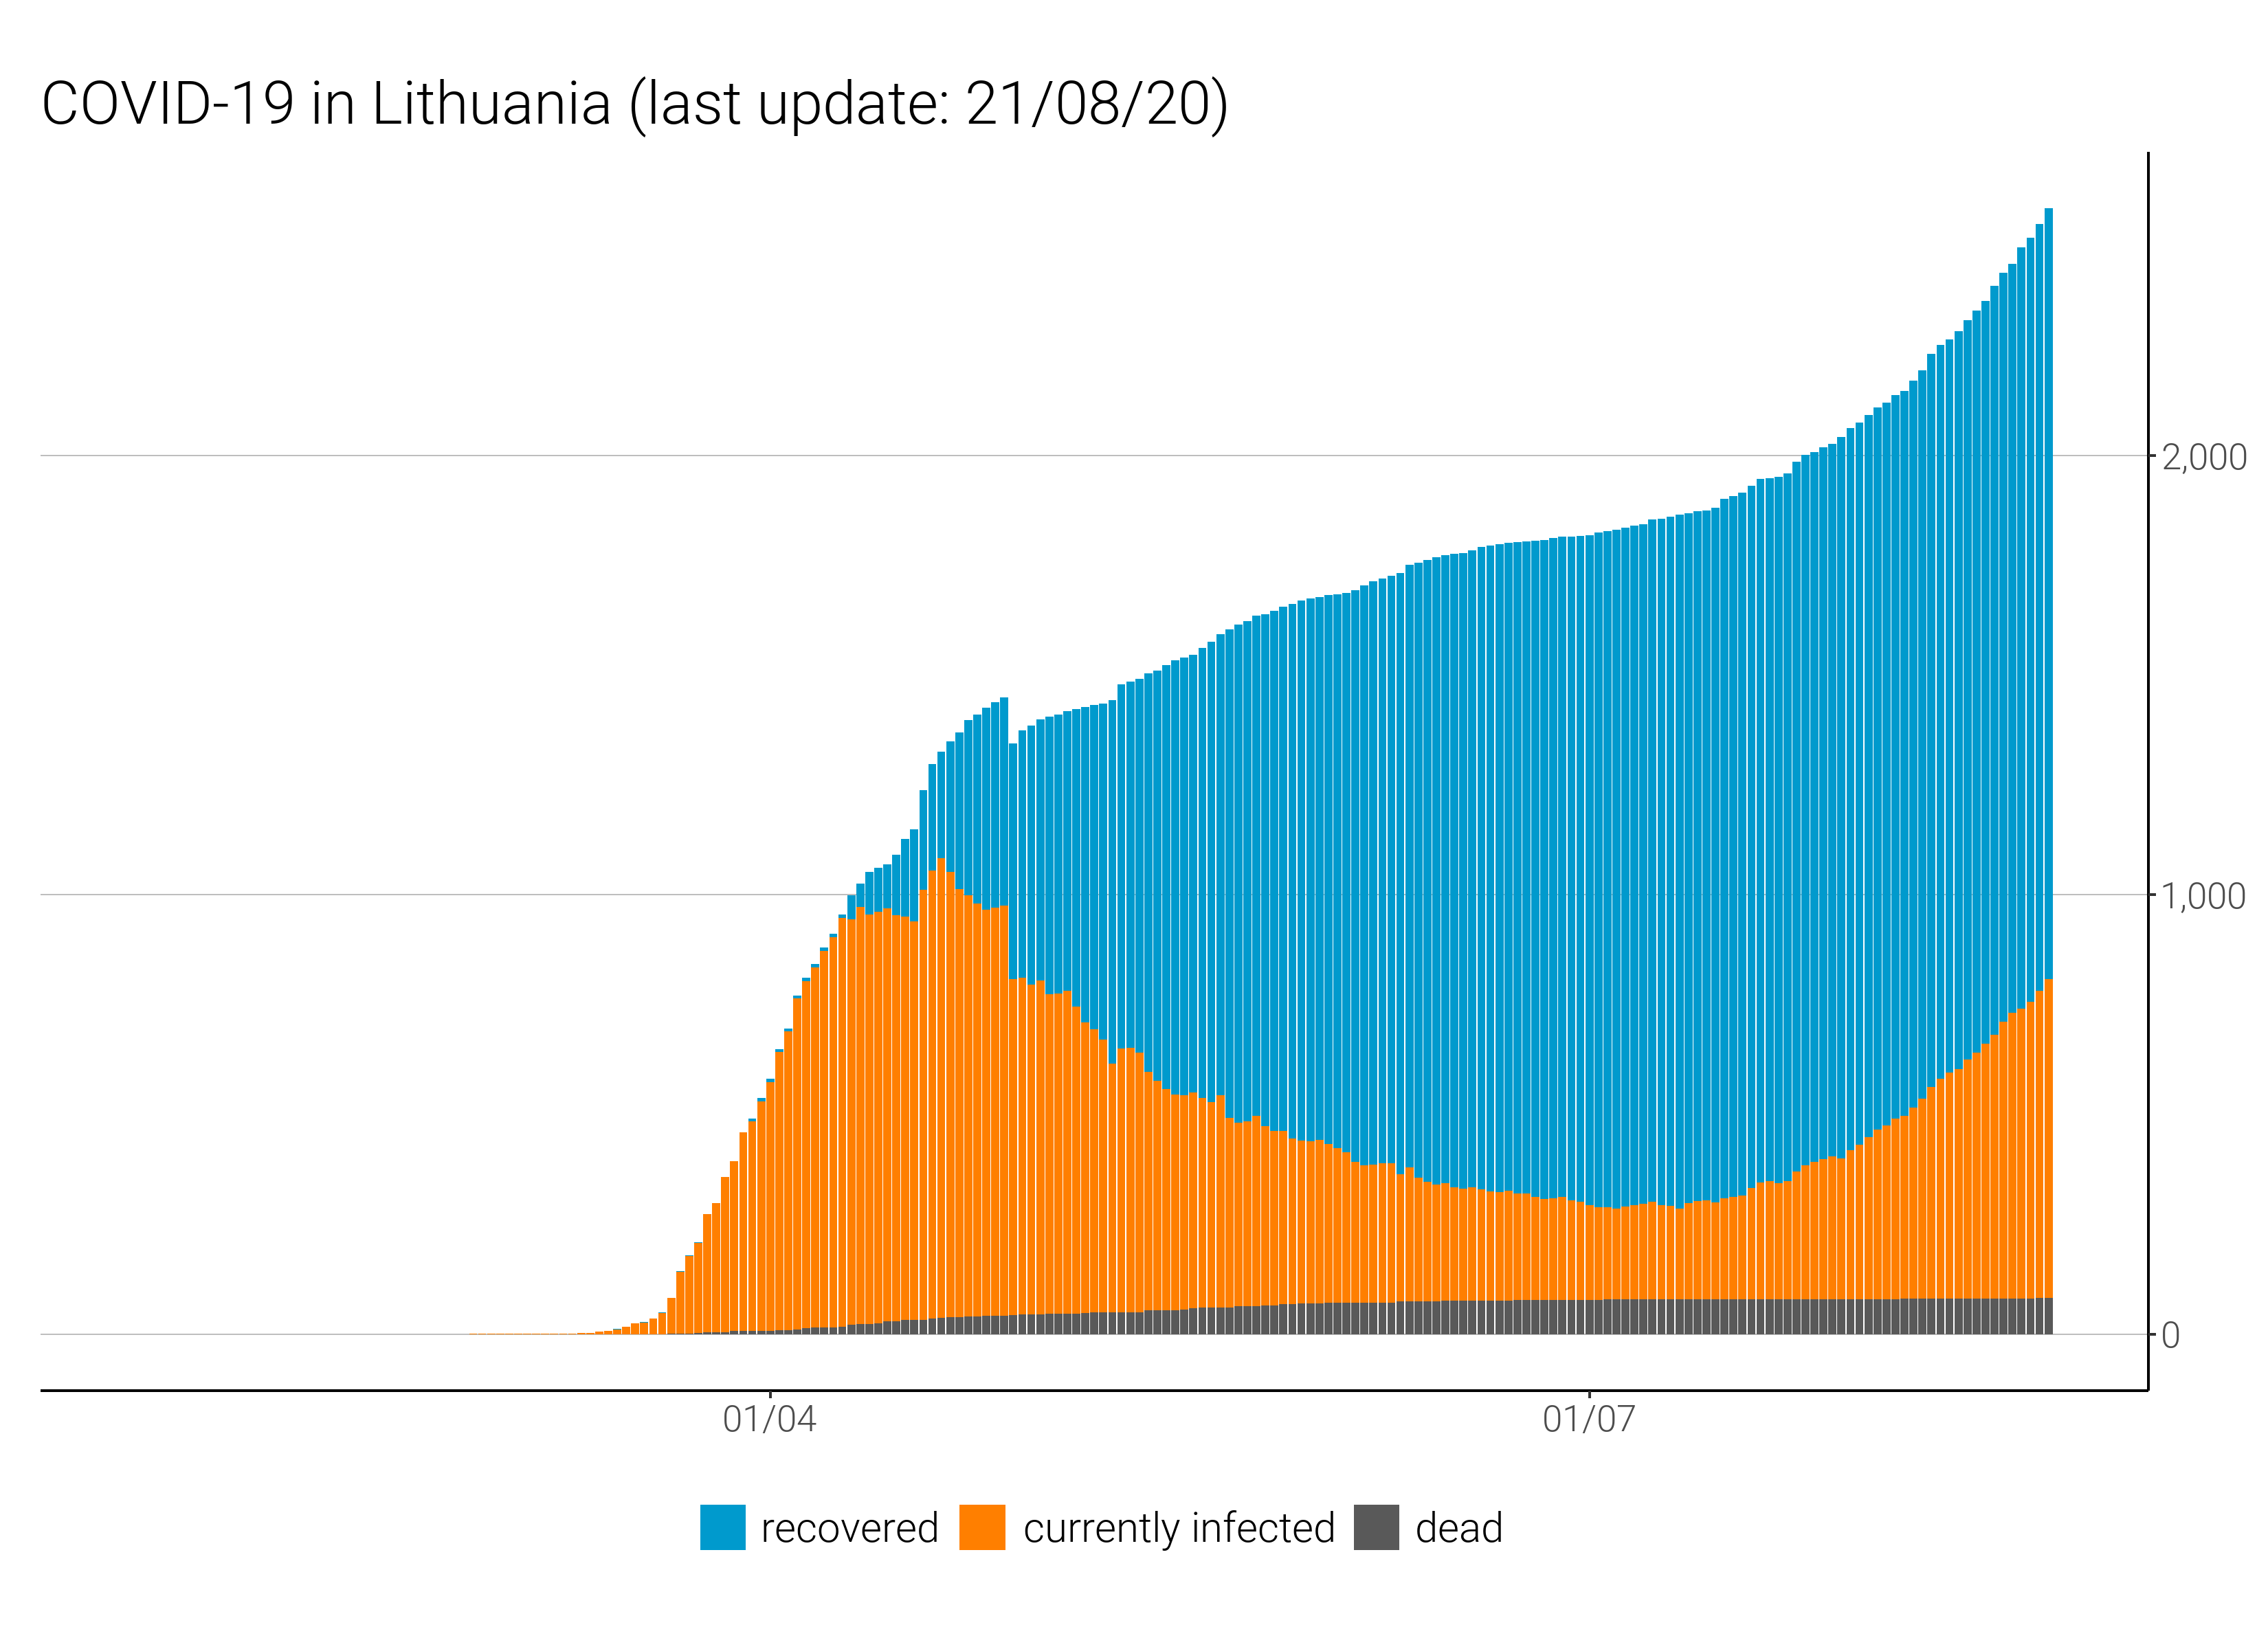 COVID-19 in Lithuania (last update: 21/08/20)
2,000
1,000
0
01/04 01/07
recovered currently infected dead